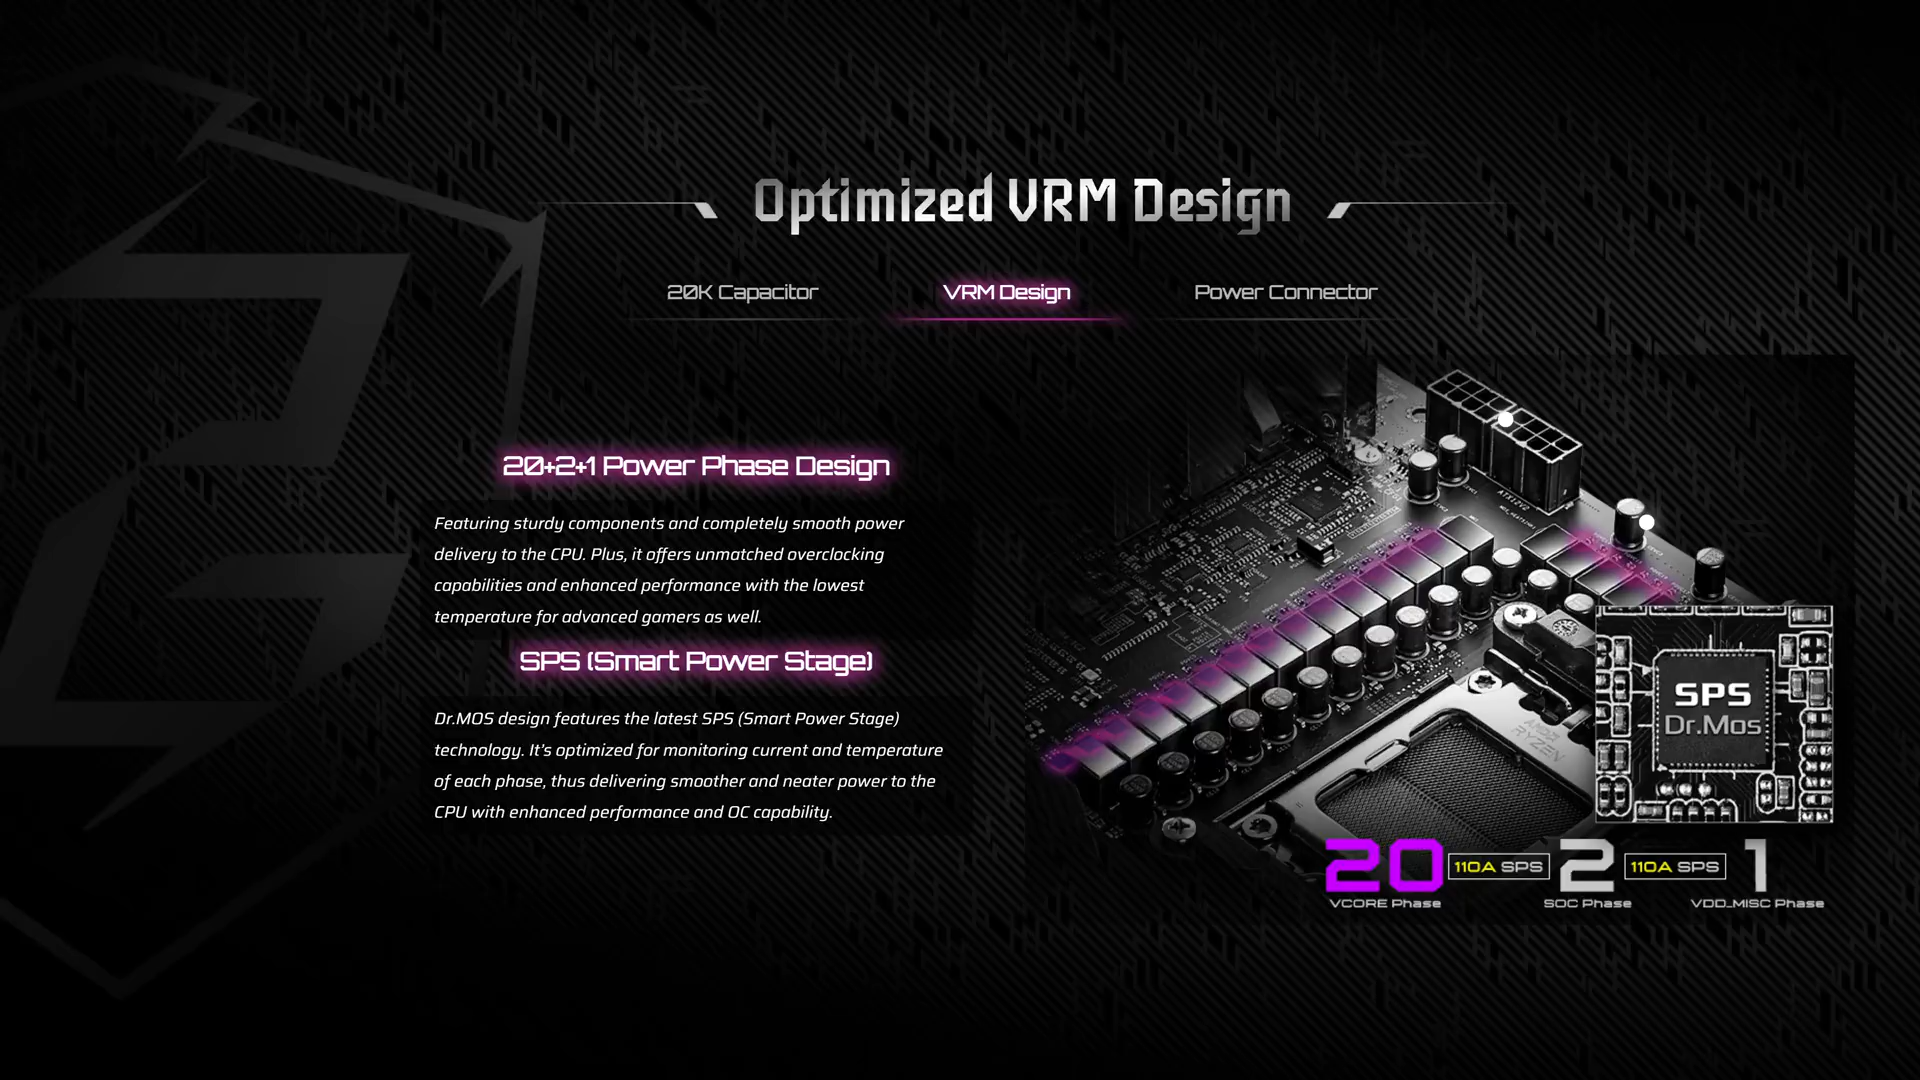 Optimized VRM Design
20K Capacitor
VRM Design
Power Connector
20+2+1 Power Phase Design
Featuring sturdy components and completely smooth power
delivery to the CPU. Plus, it offers unmatched overclocking
capabilities and enhanced performance with the lowest
temperature for advanced gamers as well.
SPS (Smart Power Stage)
Dr.MOS design features the latest SPS (Smart Power Stage)
technology. It's optimized for monitoring current and temperature
of each phase, thus delivering smoother and neater power to the
CPU with enhanced performance and OC capability.
AMD
RYZEN
SPS
Dr.Mos
20 110A SPS 2 110A SPS 1
VCORE Phase SOC Phase VDD_MISC Phase